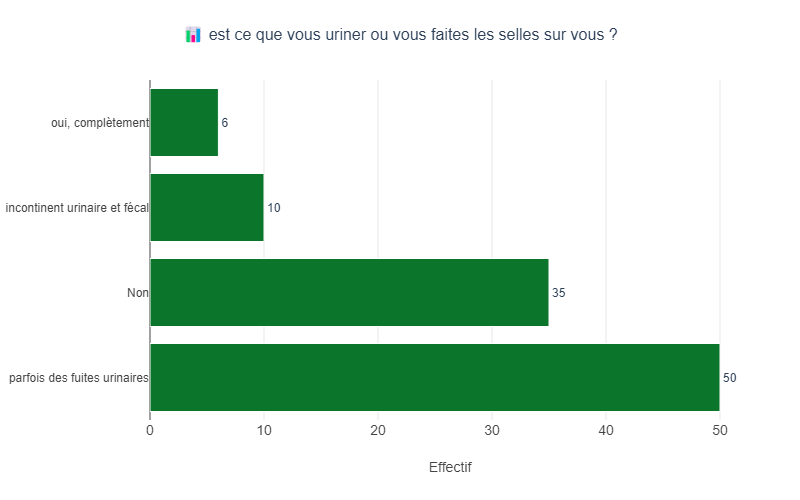 📊 est ce que vous uriner ou vous faites les selles sur vous ?
oui, complètement
6
incontinent urinaire et fécal
10
Non
35
parfois des fuites urinaires
50
0 10 20 30 40 50
Effectif